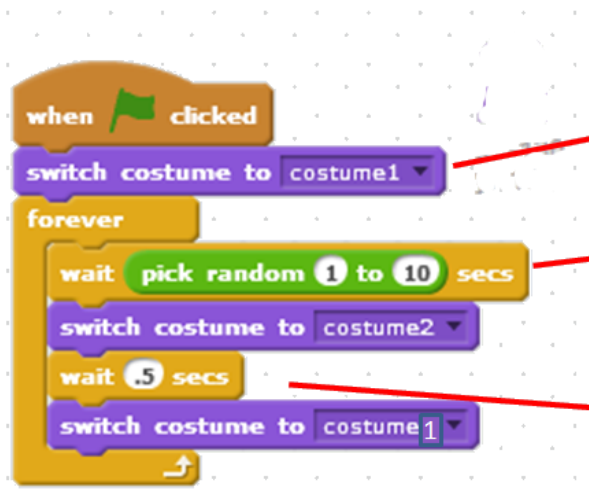 when clicked
switch costume to costume1
forever
wait pick random 1 to 10 secs
switch costume to costume2
wait .5 secs
switch costume to costume1